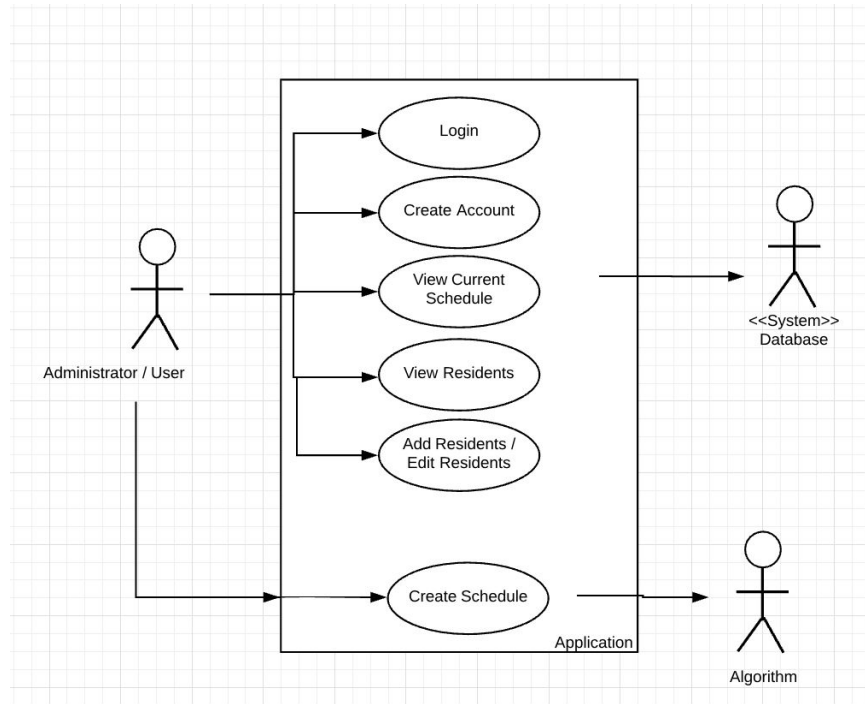 Login
Create Account
View Current
Schedule
<<System>>
Database
Administrator / User
View Residents
Add Residents /
Edit Residents
Create Schedule
Application
Algorithm